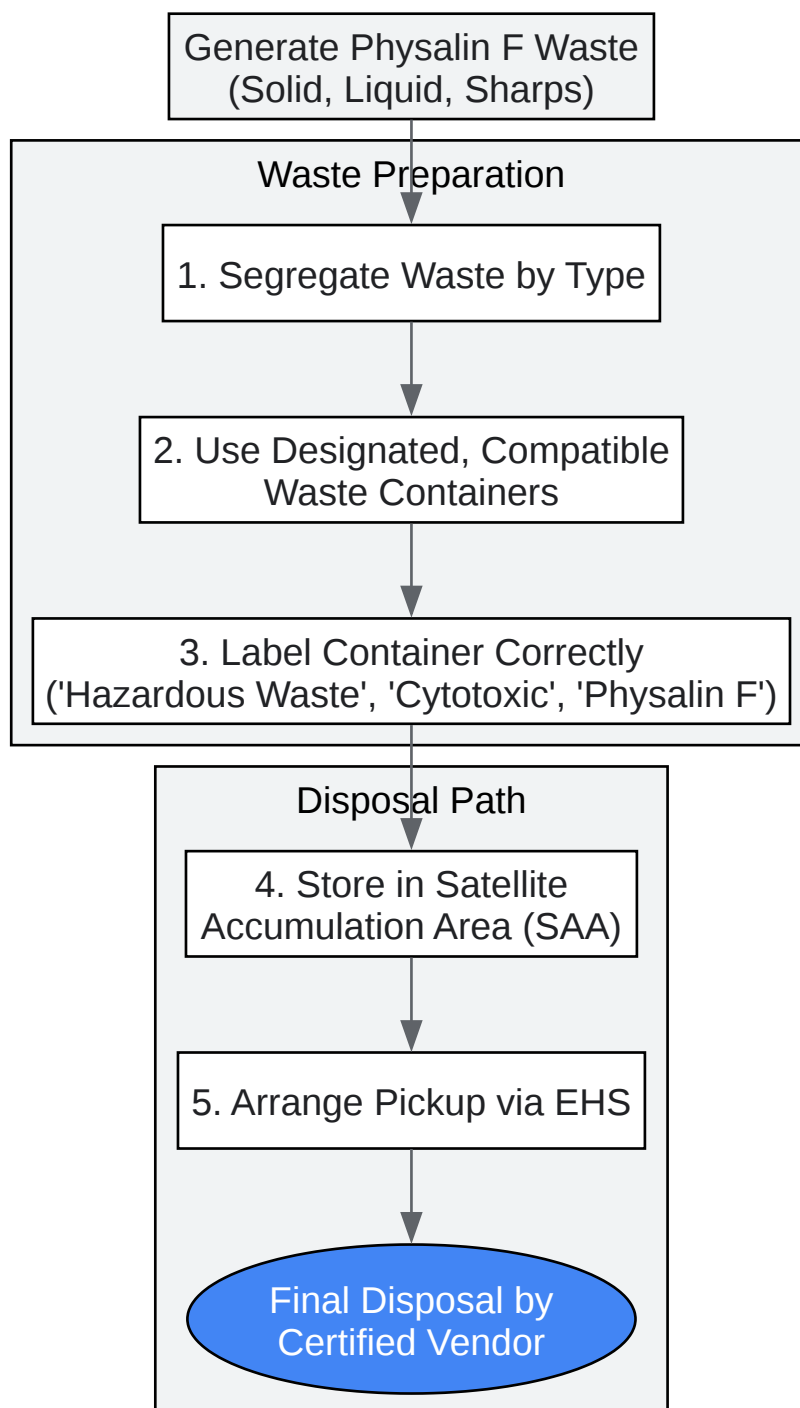 Generate Physalin F Waste
(Solid, Liquid, Sharps)
Waste Preparation
1. Segregate Waste by Type
2. Use Designated, Compatible
Waste Containers
3. Label Container Correctly
('Hazardous Waste', 'Cytotoxic', 'Physalin F')
Disposal Path
4. Store in Satellite
Accumulation Area (SAA)
5. Arrange Pickup via EHS
Final Disposal by
Certified Vendor